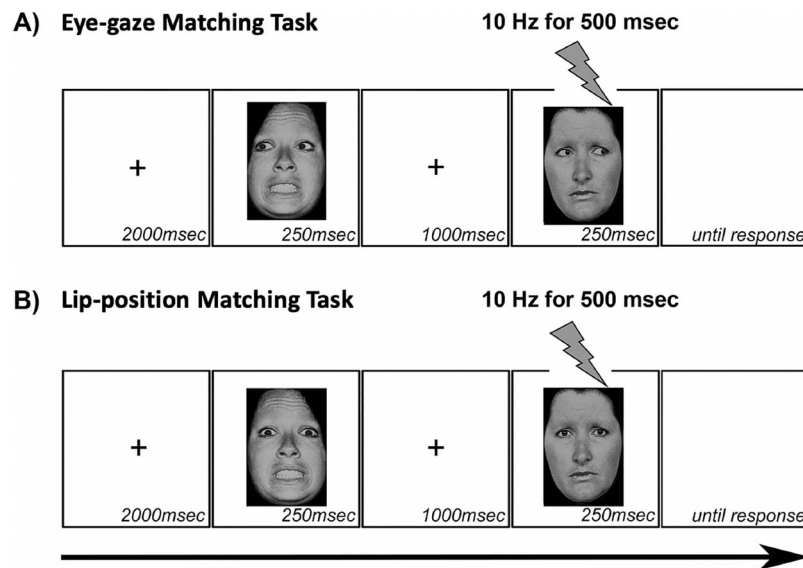 A) Eye-gaze Matching Task
10 Hz for 500 msec
+
+
2000msec
250msec
1000msec
250msec
until response
B) Lip-position Matching Task
10 Hz for 500 msec
+
+
2000msec
250msec
1000msec
250msec
until response